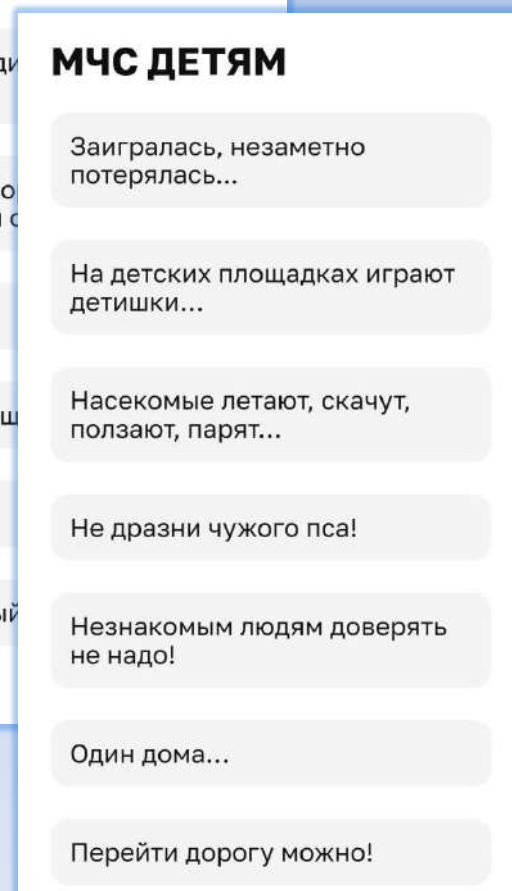 МЧС ДЕТЯМ
Заигралась, незаметно
потерялась...
На детских площадках играют
детишки...
Насекомые летают, скачут,
ползают, парят...
Не дразни чужого пса!
Незнакомым людям доверять
не надо!
Один дома...
Перейти дорогу можно!